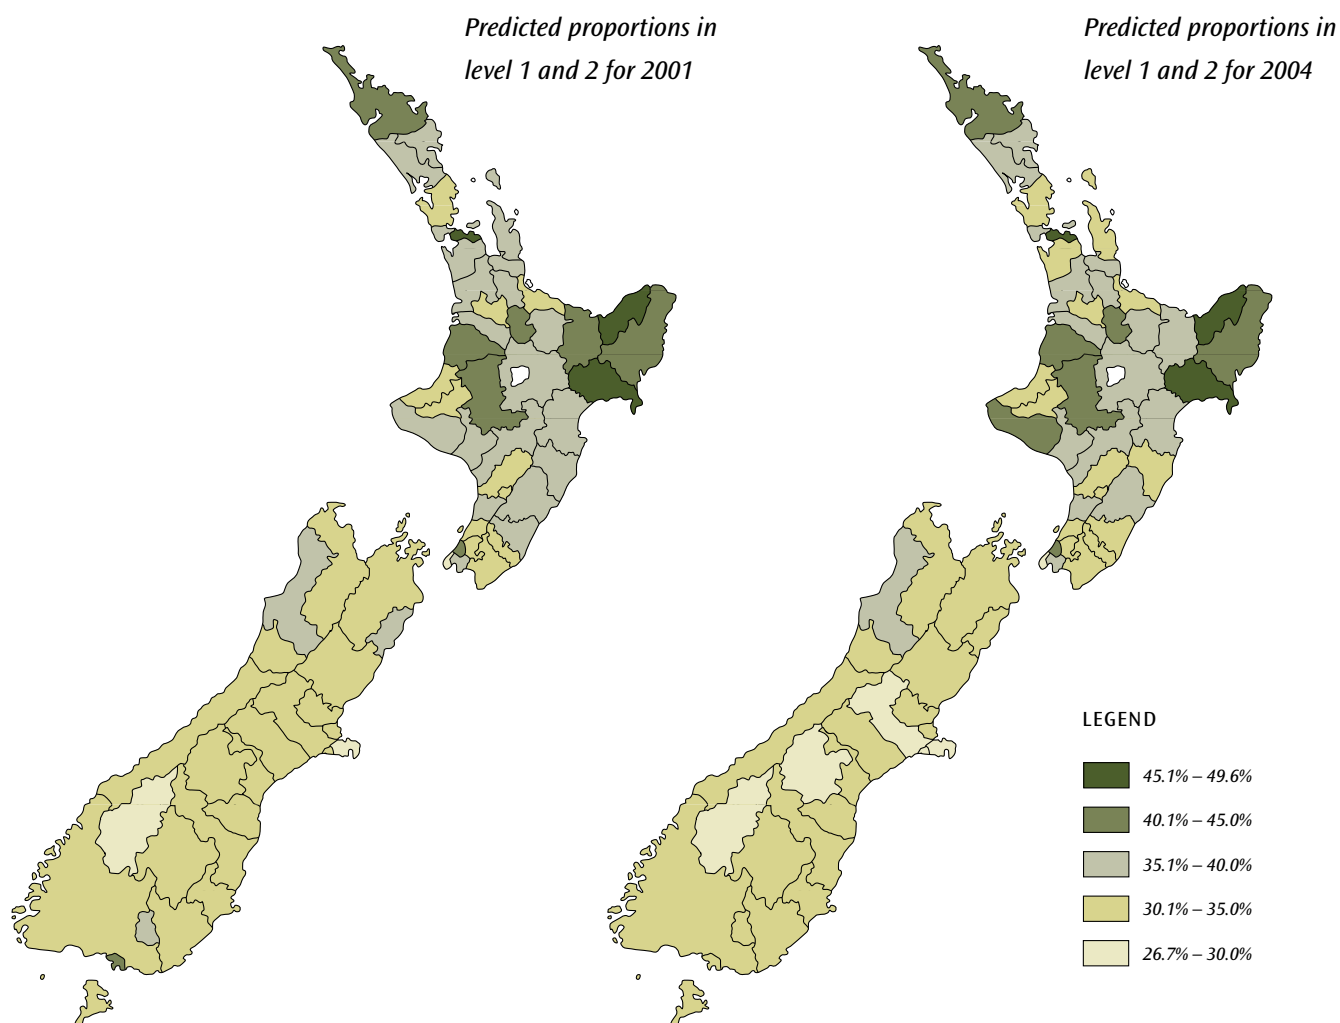 Predicted proportions in
level 1 and 2 for 2001
Predicted proportions in
level 1 and 2 for 2004
LEGEND
45.1% – 49.6%
40.1% – 45.0%
35.1% – 40.0%
30.1% – 35.0%
26.7% – 30.0%